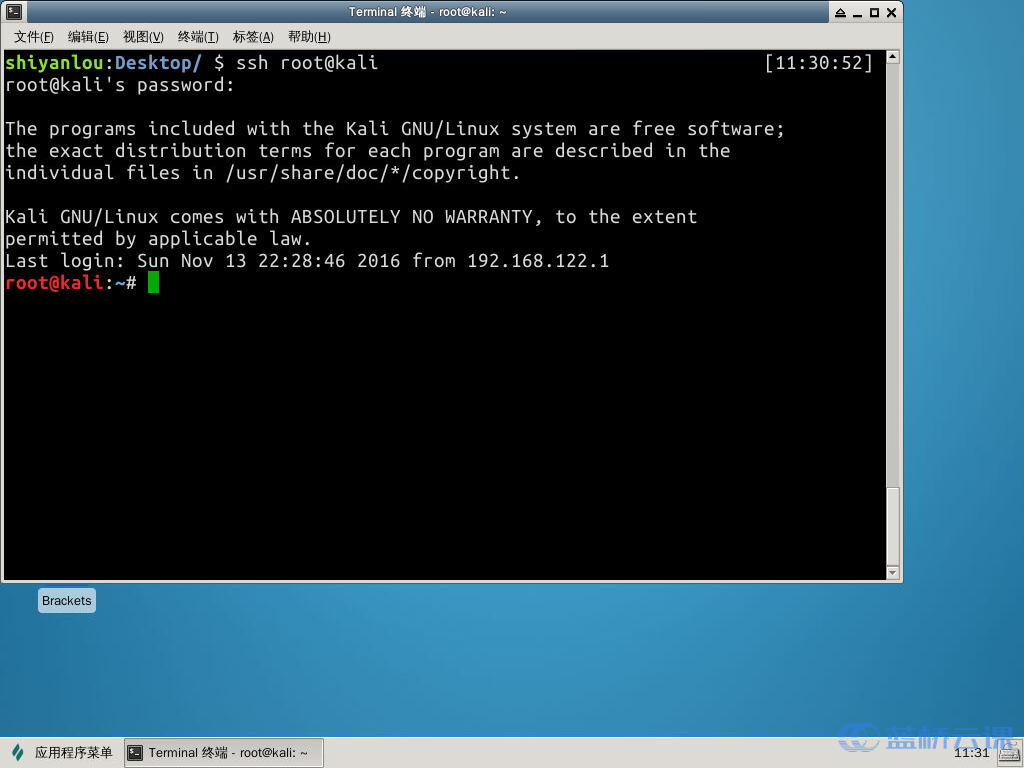 Terminal 终端 - root@kali: ~
文件(F) 编辑(E) 视图(V) 终端(T) 标签(A) 帮助(H)
shiyanlou:Desktop/ $ ssh root@kali [11:30:52]
root@kali's password:
The programs included with the Kali GNU/Linux system are free software;
the exact distribution terms for each program are described in the
individual files in /usr/share/doc/*/copyright.
Kali GNU/Linux comes with ABSOLUTELY NO WARRANTY, to the extent
permitted by applicable law.
Last login: Sun Nov 13 22:28:46 2016 from 192.168.122.1
root@kali:~#
Brackets
蓝桥云课
应用程序菜单 Terminal 终端 - root@kali: ~ 11:31